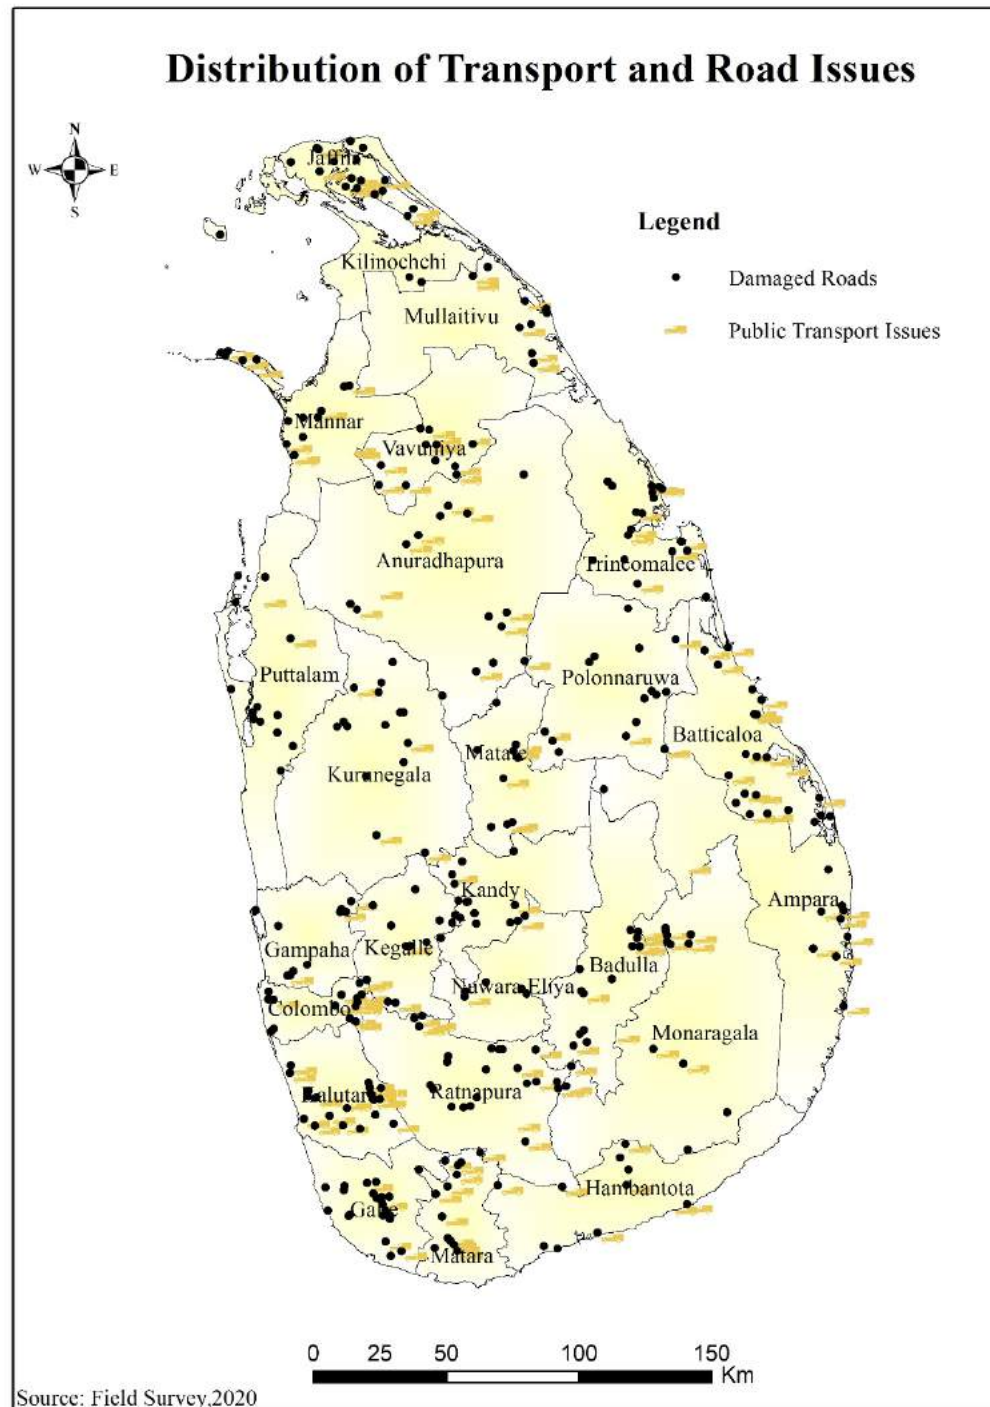 Distribution of Transport and Road Issues
N
W E
S
Legend
Damaged Roads
Public Transport Issues
Jaffna
Kilinochchi
Mullaitivu
Mannar
Vavuniya
Anuradhapura
Trincomalee
Puttalam
Polonnaruwa
Batticaloa
Matale
Kurunegala
Kandy
Ampara
Gampaha
Kegalle
Badulla
Nuwara Eliya
Colombo
Monaragala
Kalutara
Ratnapura
Hambantota
Galle
Matara
0 25 50 100 150
Km
Source: Field Survey,2020